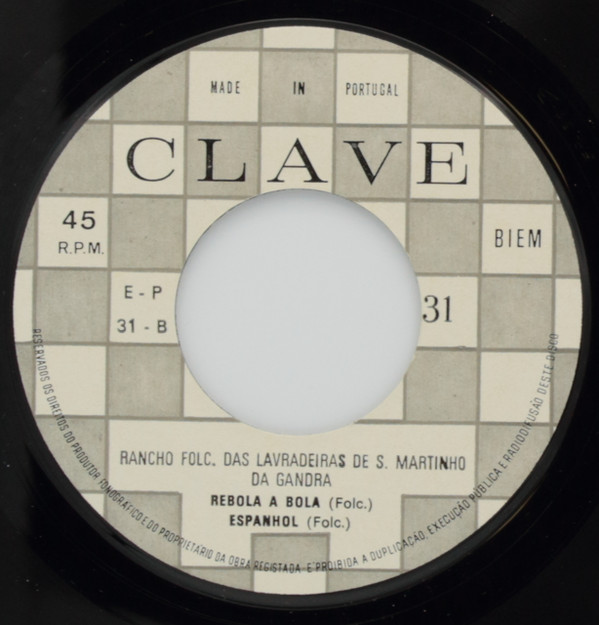 MADE IN PORTUGAL
CLAVE
45
R.P.M.
BIEM
E - P
31 - B
31
RANCHO FOLC. DAS LAVRADEIRAS DE S. MARTINHO
DA GANDRA
REBOLA A BOLA (Folc.)
ESPANHOL (Folc.)
RESERVADOS OS DIREITOS DO PRODUTOR FONOGRÁFICO E DO PROPRIETÁRIO DA OBRA REGISTADA. É PROIBIDA A DUPLICAÇÃO, EXECUÇÃO PÚBLICA E RADIODIFUSÃO DESTE DISCO